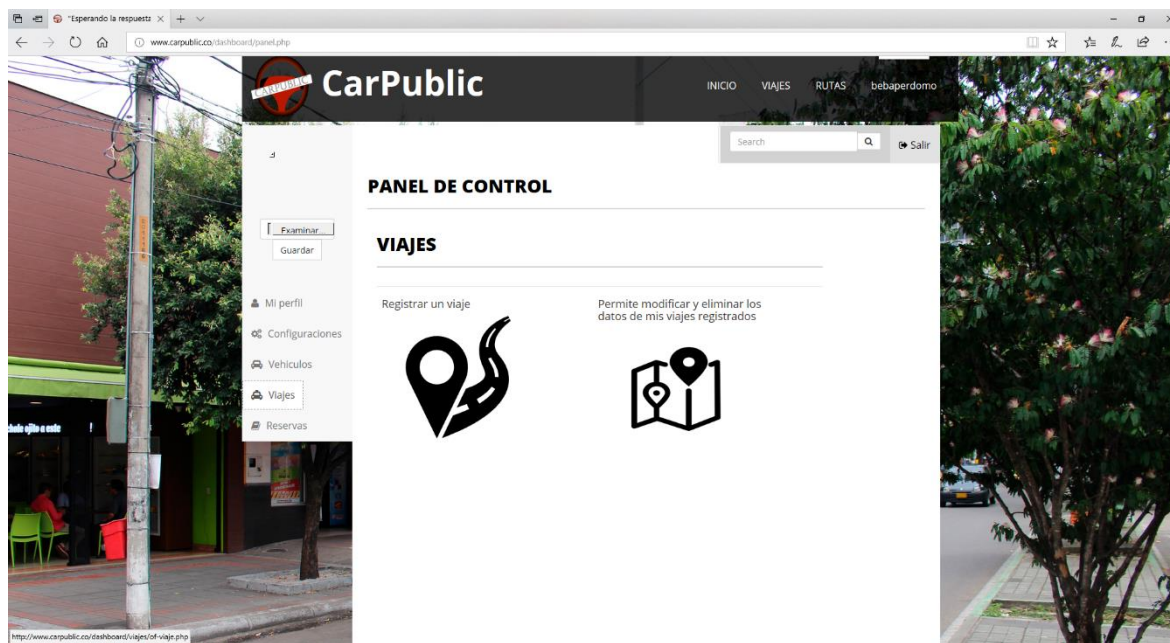 "Esperando la respuesta
www.carpublic.co/dashboard/panel.php
CARPUBLIC
CarPublic
INICIO VIAJES RUTAS bebaperdomo
Search
Salir
PANEL DE CONTROL
Examinar...
Guardar
VIAJES
Mi perfil
Configuraciones
Vehiculos
Viajes
Reservas
Registrar un viaje
Permite modificar y eliminar los
datos de mis viajes registrados
ojito a este
http://www.carpublic.co/dashboard/viajes/of-viaje.php